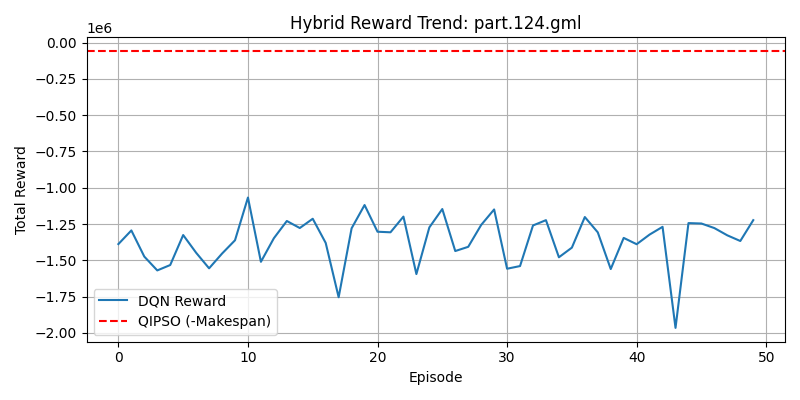 Hybrid Reward Trend: part.124.gml
1e6
0.00
−0.25
−0.50
−0.75
−1.00
−1.25
−1.50
−1.75
−2.00
Total Reward
DQN Reward
QIPSO (-Makespan)
0 10 20 30 40 50
Episode